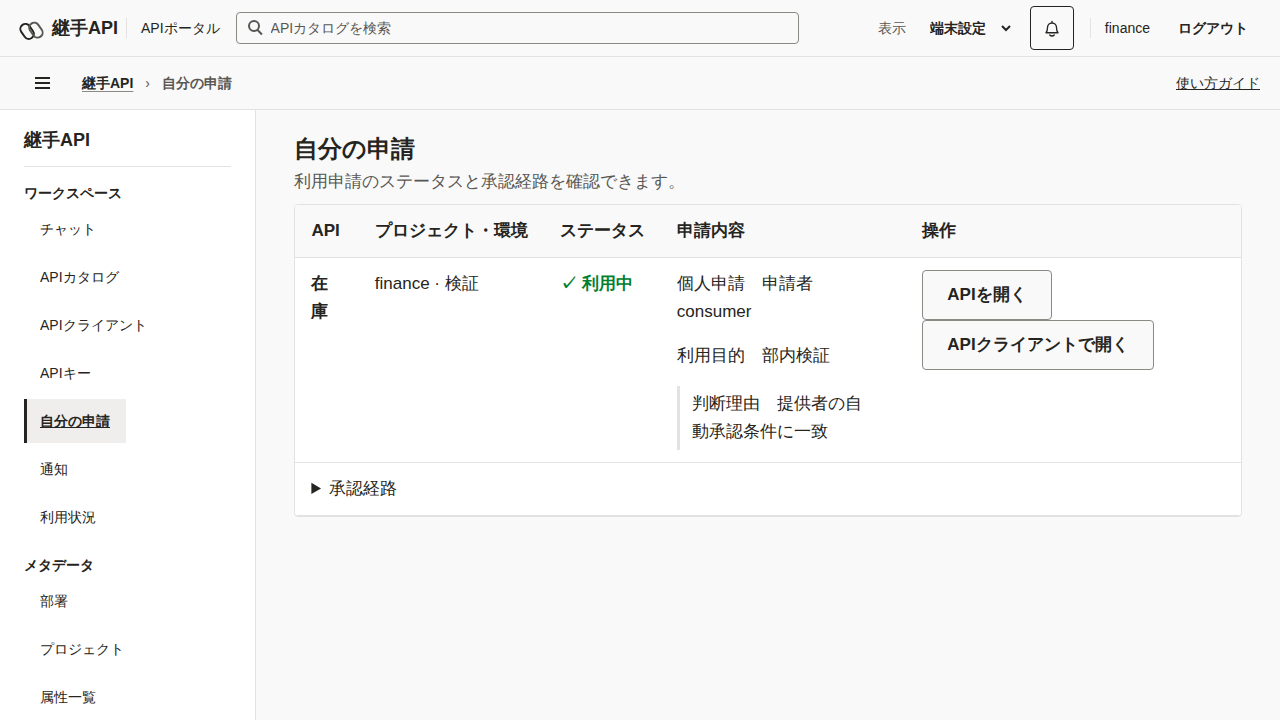 継手API
APIポータル
APIカタログを検索
表示
端末設定
finance
ログアウト
継手API › 自分の申請
使い方ガイド
継手API
ワークスペース
チャット
APIカタログ
APIクライアント
APIキー
自分の申請
通知
利用状況
メタデータ
部署
プロジェクト
属性一覧
自分の申請
利用申請のステータスと承認経路を確認できます。
API プロジェクト・環境 ステータス 申請内容 操作
在
庫
finance · 検証
✓ 利用中
個人申請　申請者
consumer
利用目的　部内検証
判断理由　提供者の自
動承認条件に一致
APIを開く
APIクライアントで開く
▶ 承認経路